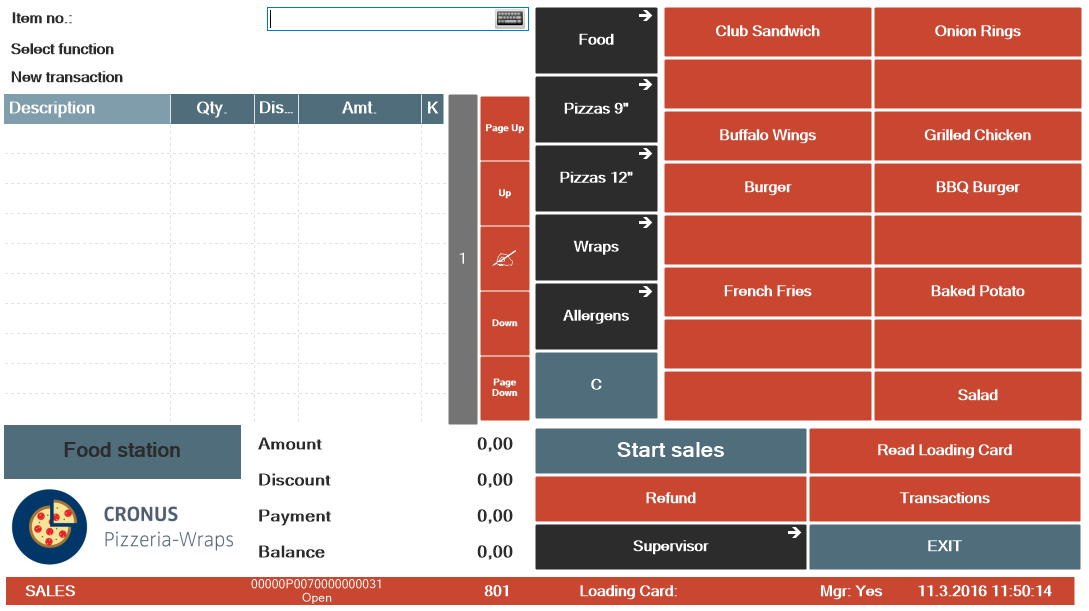 Item no.:
Select function
New transaction
Description Qty. Dis... Amt. K
1
Page Up
Up
Down
Page
Down
Food
Pizzas 9"
Pizzas 12"
Wraps
Allergens
C
Club Sandwich Onion Rings
Buffalo Wings Grilled Chicken
Burger BBQ Burger
French Fries Baked Potato
Salad
Food station
CRONUS
Pizzeria-Wraps
Amount 0,00
Discount 0,00
Payment 0,00
Balance 0,00
Start sales Read Loading Card
Refund Transactions
Supervisor EXIT
SALES 00000P0070000000031 801 Loading Card: Mgr: Yes 11.3.2016 11:50:14
Open